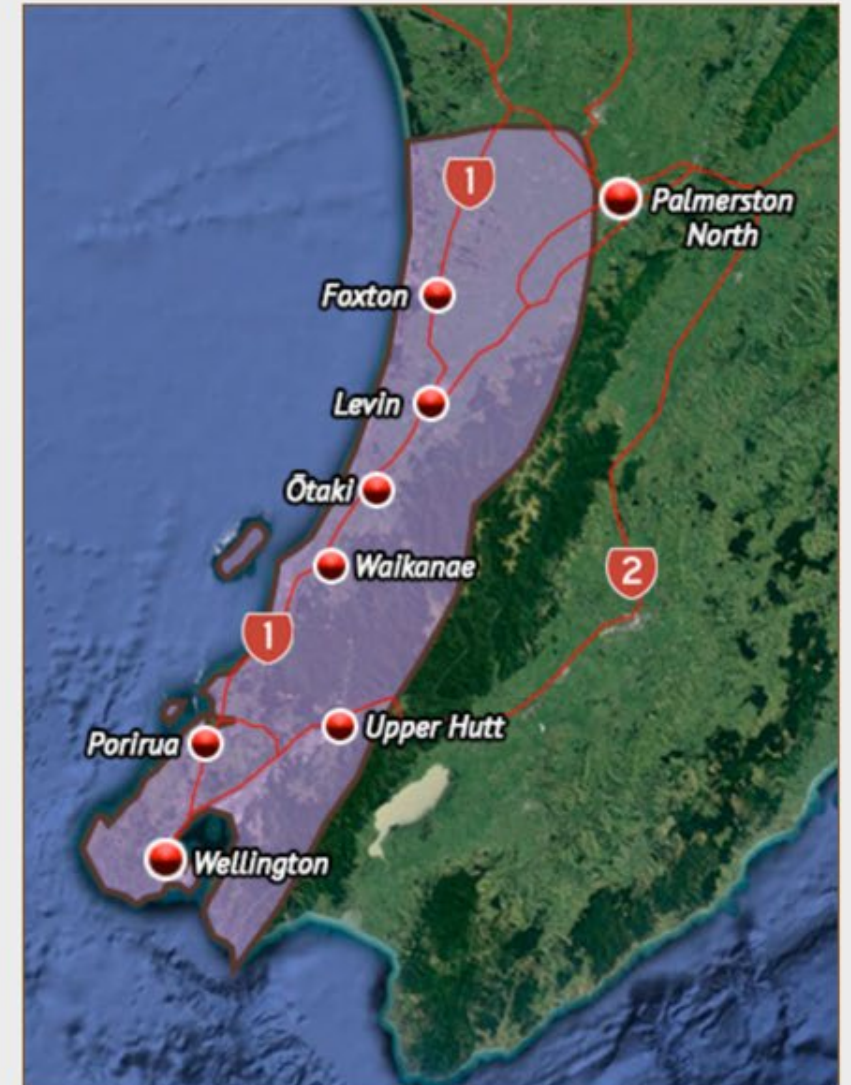 1
Palmerston
North
Foxton
Levin
Ōtaki
Waikanae
2
1
Upper Hutt
Porirua
Wellington